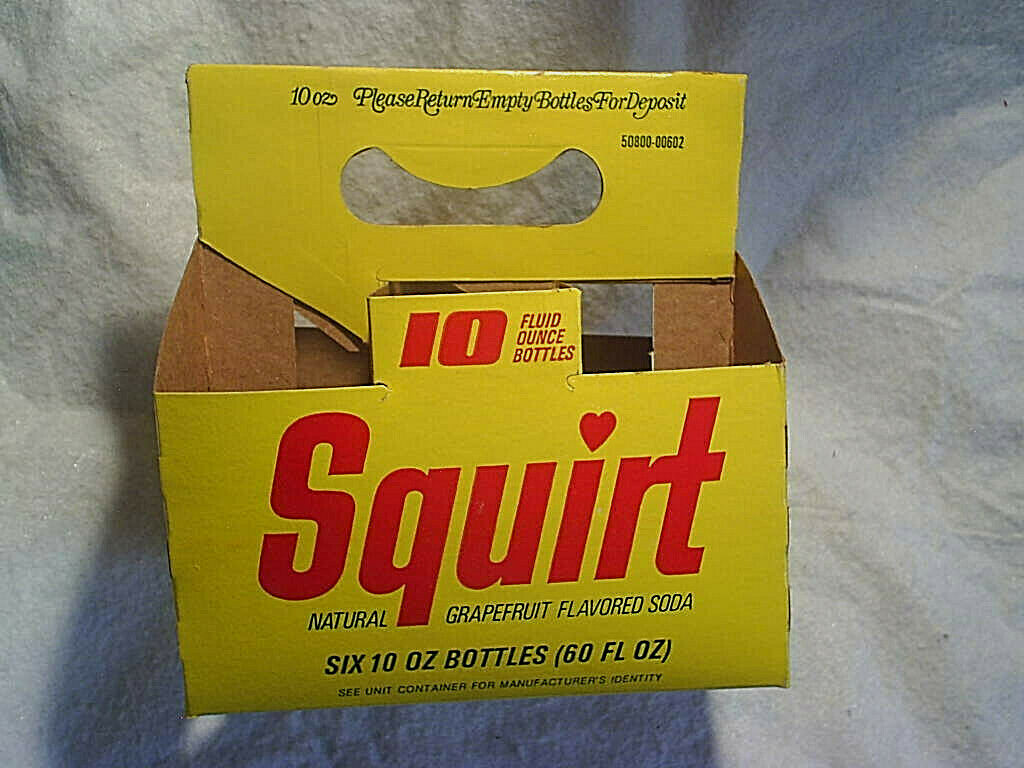 10 oz Please Return Empty Bottles For Deposit
50800-00602
10 FLUID
OUNCE
BOTTLES
Squirt
NATURAL GRAPEFRUIT FLAVORED SODA
SIX 10 OZ BOTTLES (60 FL OZ)
SEE UNIT CONTAINER FOR MANUFACTURER'S IDENTITY